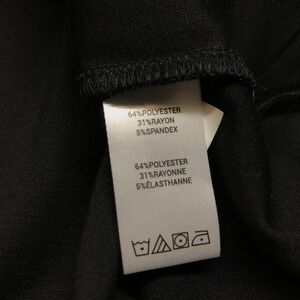 64%POLYESTER
31%RAYON
5%SPANDEX
64%POLYESTER
31%RAYONNE
5%ÉLASTHANNE